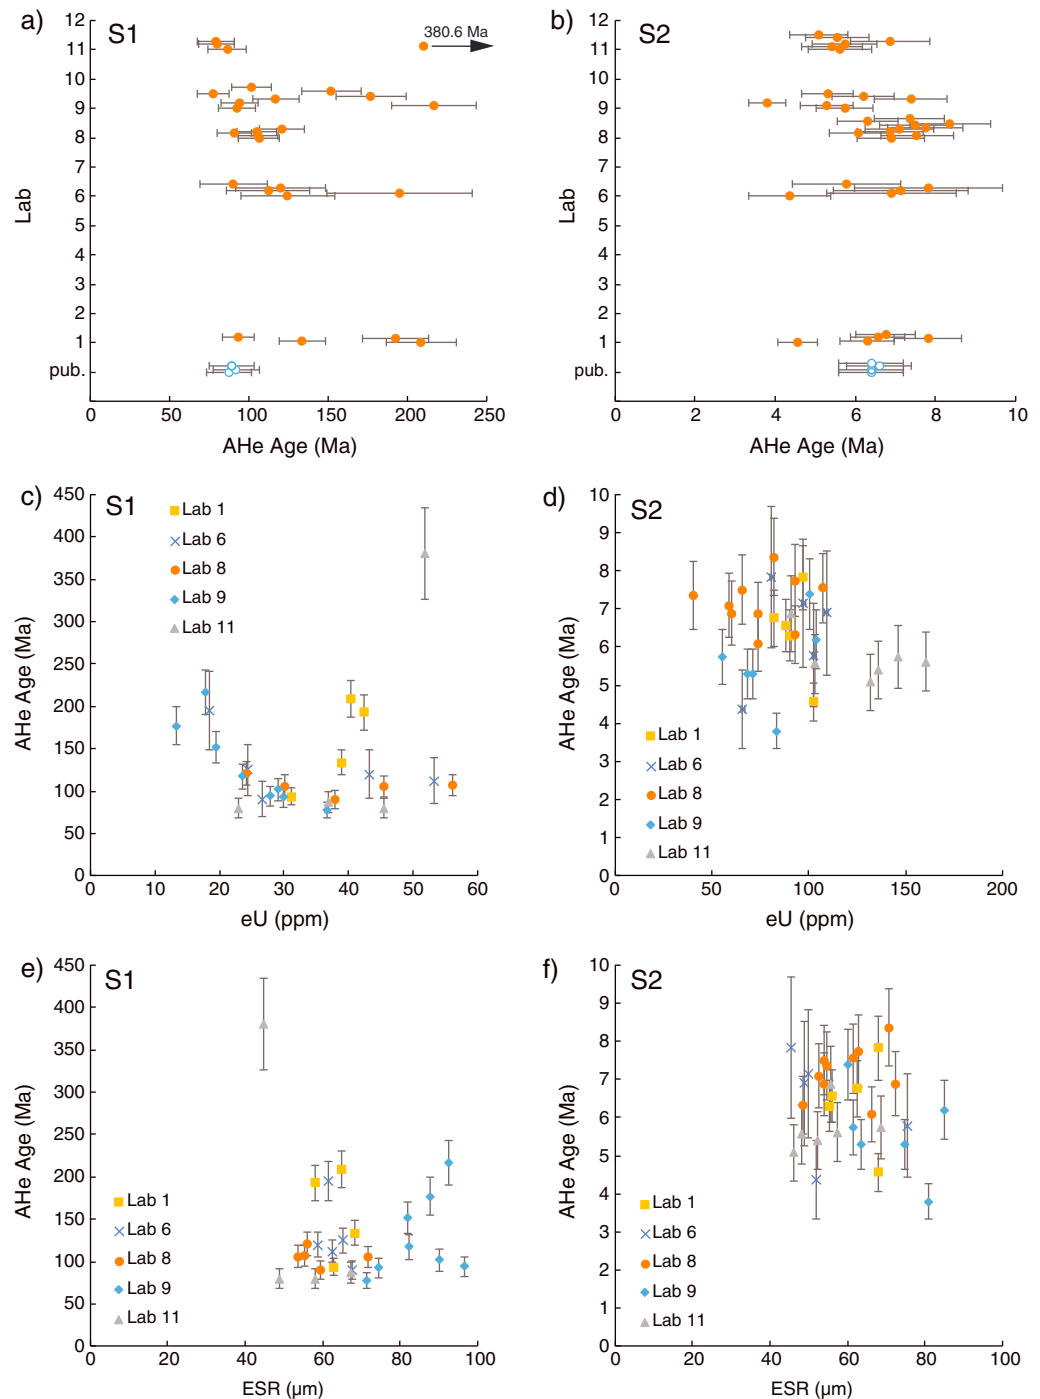 a) S1
12
11
10
9
8
7
6
5
4
3
2
1
pub.
Lab
380.6 Ma
0 50 100 150 200 250
AHe Age (Ma)
b) S2
12
11
10
9
8
7
6
5
4
3
2
1
pub.
0 2 4 6 8 10
AHe Age (Ma)
c) S1
450
400
350
300
250
200
150
100
50
0
AHe Age (Ma)
Lab 1
Lab 6
Lab 8
Lab 9
Lab 11
0 10 20 30 40 50 60
eU (ppm)
d) S2
10
9
8
7
6
5
4
3
2
1
0
AHe Age (Ma)
Lab 1
Lab 6
Lab 8
Lab 9
Lab 11
50 100 150 200
eU (ppm)
e) S1
450
400
350
300
250
200
150
100
50
0
AHe Age (Ma)
Lab 1
Lab 6
Lab 8
Lab 9
Lab 11
0 20 40 60 80 100
ESR (µm)
f) S2
10
9
8
7
6
5
4
3
2
1
0
AHe Age (Ma)
Lab 1
Lab 6
Lab 8
Lab 9
Lab 11
0 20 40 60 80 100
ESR (µm)